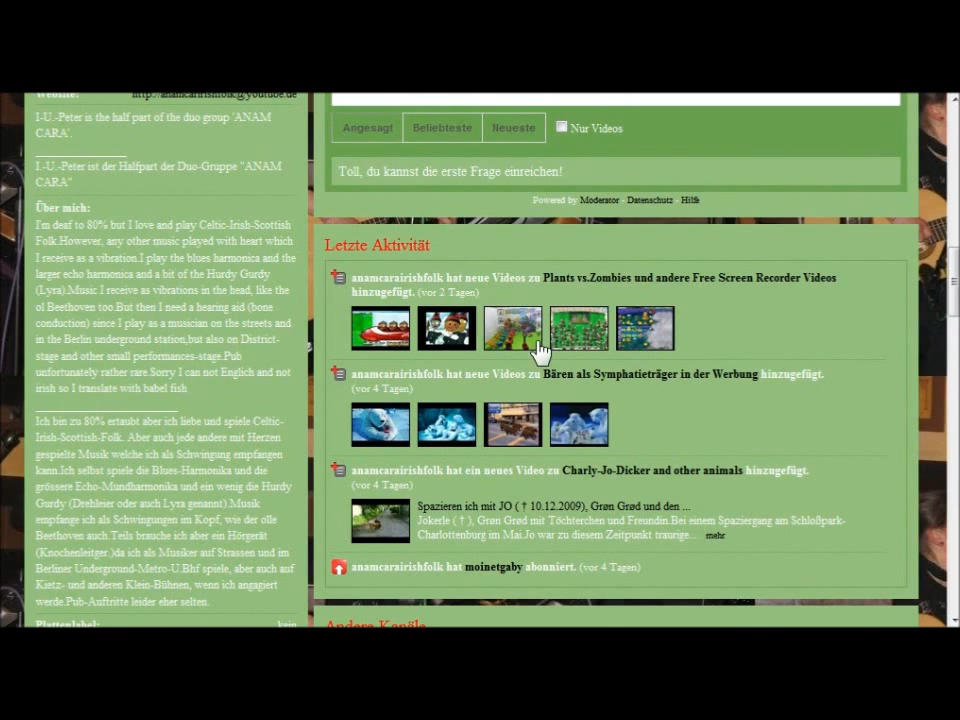 Website: http://anamcarairishfolk@youtube.de
I-U.-Peter is the half part of the duo group 'ANAM
CARA'.
I.-U.-Peter ist der Halfpart der Duo-Gruppe "ANAM
CARA"
Über mich:
I'm deaf to 80% but I love and play Celtic-Irish-Scottish
Folk.However, any other music played with heart which
I receive as a vibration.I play the blues harmonica and the
larger echo harmonica and a bit of the Hurdy Gurdy
(Lyra).Music I receive as vibrations in the head, like the
ol Beethoven too.But then I need a hearing aid (bone
conduction) since I play as a musician on the streets and
in the Berlin underground station,but also on District-
stage and other small performances-stage.Pub
unfortunately rather rare.Sorry I can not Englich and not
irish so I translate with babel fish
Ich bin zu 80% ertaubt aber ich liebe und spiele Celtic-
Irish-Scottish-Folk. Aber auch jede andere mit Herzen
gespielte Musik welche ich als Schwingung empfangen
kann.Ich selbst spiele die Blues-Harmonika und die
grössere Echo-Mundharmonika und ein wenig die Hurdy
Gurdy (Drehleier oder auch Lyra genannt).Musik
empfange ich als Schwingungen im Kopf, wie der olle
Beethoven auch.Teils brauche ich aber ein Hörgerät
(Knochenleitger.)da ich als Musiker auf Strassen und im
Berliner Underground-Metro-U.Bhf spiele, aber auch auf
Kietz- und anderen Klein-Bühnen, wenn ich angagiert
werde.Pub-Auftritte leider eher selten.
Plattenlabel: kein
Angesagt Beliebteste Neueste Nur Videos
Toll, du kannst die erste Frage einreichen!
Powered by Moderator · Datenschutz · Hilfe
Letzte Aktivität
anamcarairishfolk hat neue Videos zu Plants vs.Zombies und andere Free Screen Recorder Videos
hinzugefügt. (vor 2 Tagen)
anamcarairishfolk hat neue Videos zu Bären als Symphatieträger in der Werbung hinzugefügt.
(vor 4 Tagen)
anamcarairishfolk hat ein neues Video zu Charly-Jo-Dicker and other animals hinzugefügt.
(vor 4 Tagen)
Spazieren ich mit JO ( † 10.12.2009), Grøn Grød und den ...
Jokerle ( † ), Grøn Grød mit Töchterchen und Freundin.Bei einem Spaziergang am Schloßpark-
Charlottenburg im Mai.Jo war zu diesem Zeitpunkt traurige... mehr
anamcarairishfolk hat moinetgaby abonniert. (vor 4 Tagen)
Andere Kanäle